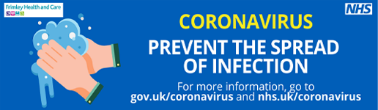 Frimley Health and Care
NHS
CORONAVIRUS
PREVENT THE SPREAD
OF INFECTION
For more information, go to
gov.uk/coronavirus and nhs.uk/coronavirus